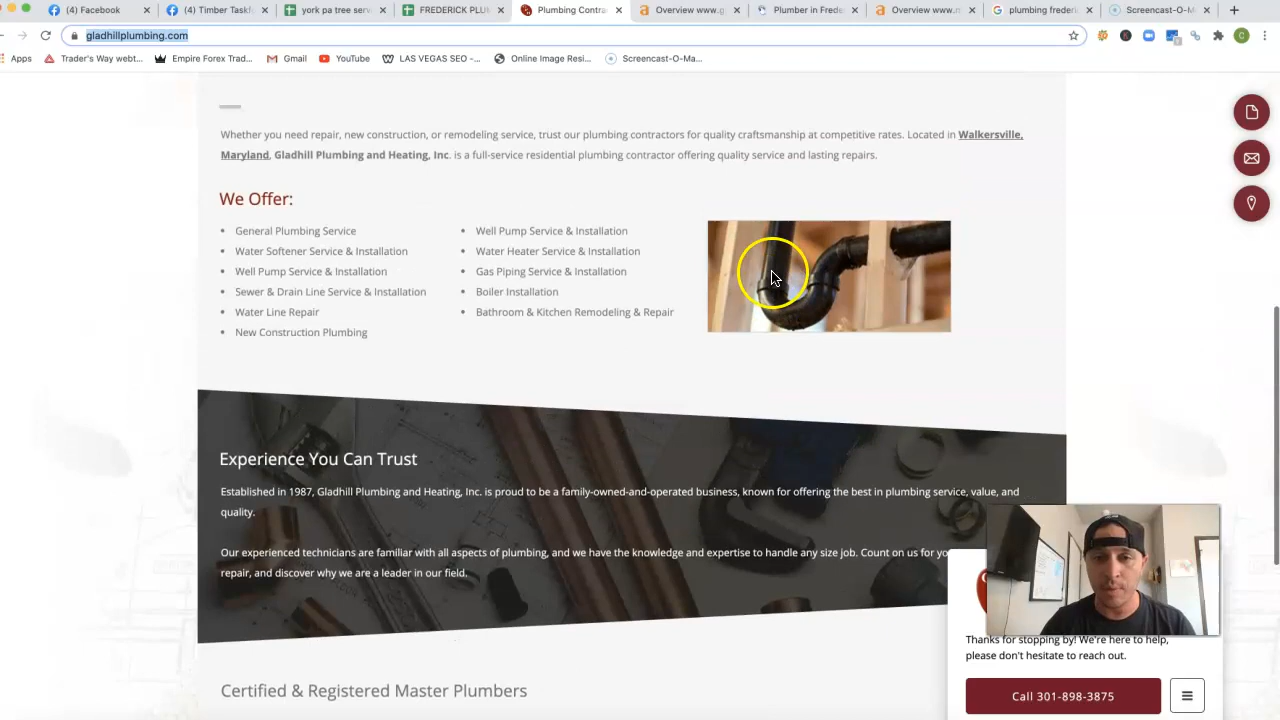 (4) Facebook
(4) Timber Taskf
york pa tree serv
FREDERICK PLU
Plumbing Contra
Overview www.g
Plumber in Frede
Overview www.m
plumbing frederi
Screencast-O-M
gladhillplumbing.com
Apps
Trader's Way webt...
Empire Forex Trad...
Gmail
YouTube
LAS VEGAS SEO -...
Online Image Resi...
Screencast-O-Ma...
Whether you need repair, new construction, or remodeling service, trust our plumbing contractors for quality craftsmanship at competitive rates. Located in Walkersville,
Maryland, Gladhill Plumbing and Heating, Inc. is a full-service residential plumbing contractor offering quality service and lasting repairs.
We Offer:
• General Plumbing Service
• Water Softener Service & Installation
• Well Pump Service & Installation
• Sewer & Drain Line Service & Installation
• Water Line Repair
• New Construction Plumbing
• Well Pump Service & Installation
• Water Heater Service & Installation
• Gas Piping Service & Installation
• Boiler Installation
• Bathroom & Kitchen Remodeling & Repair
Experience You Can Trust
Established in 1987, Gladhill Plumbing and Heating, Inc. is proud to be a family-owned-and-operated business, known for offering the best in plumbing service, value, and
quality.
Our experienced technicians are familiar with all aspects of plumbing, and we have the knowledge and expertise to handle any size job. Count on us for yo
repair, and discover why we are a leader in our field.
Certified & Registered Master Plumbers
Thanks for stopping by! We're here to help,
please don't hesitate to reach out.
Call 301-898-3875